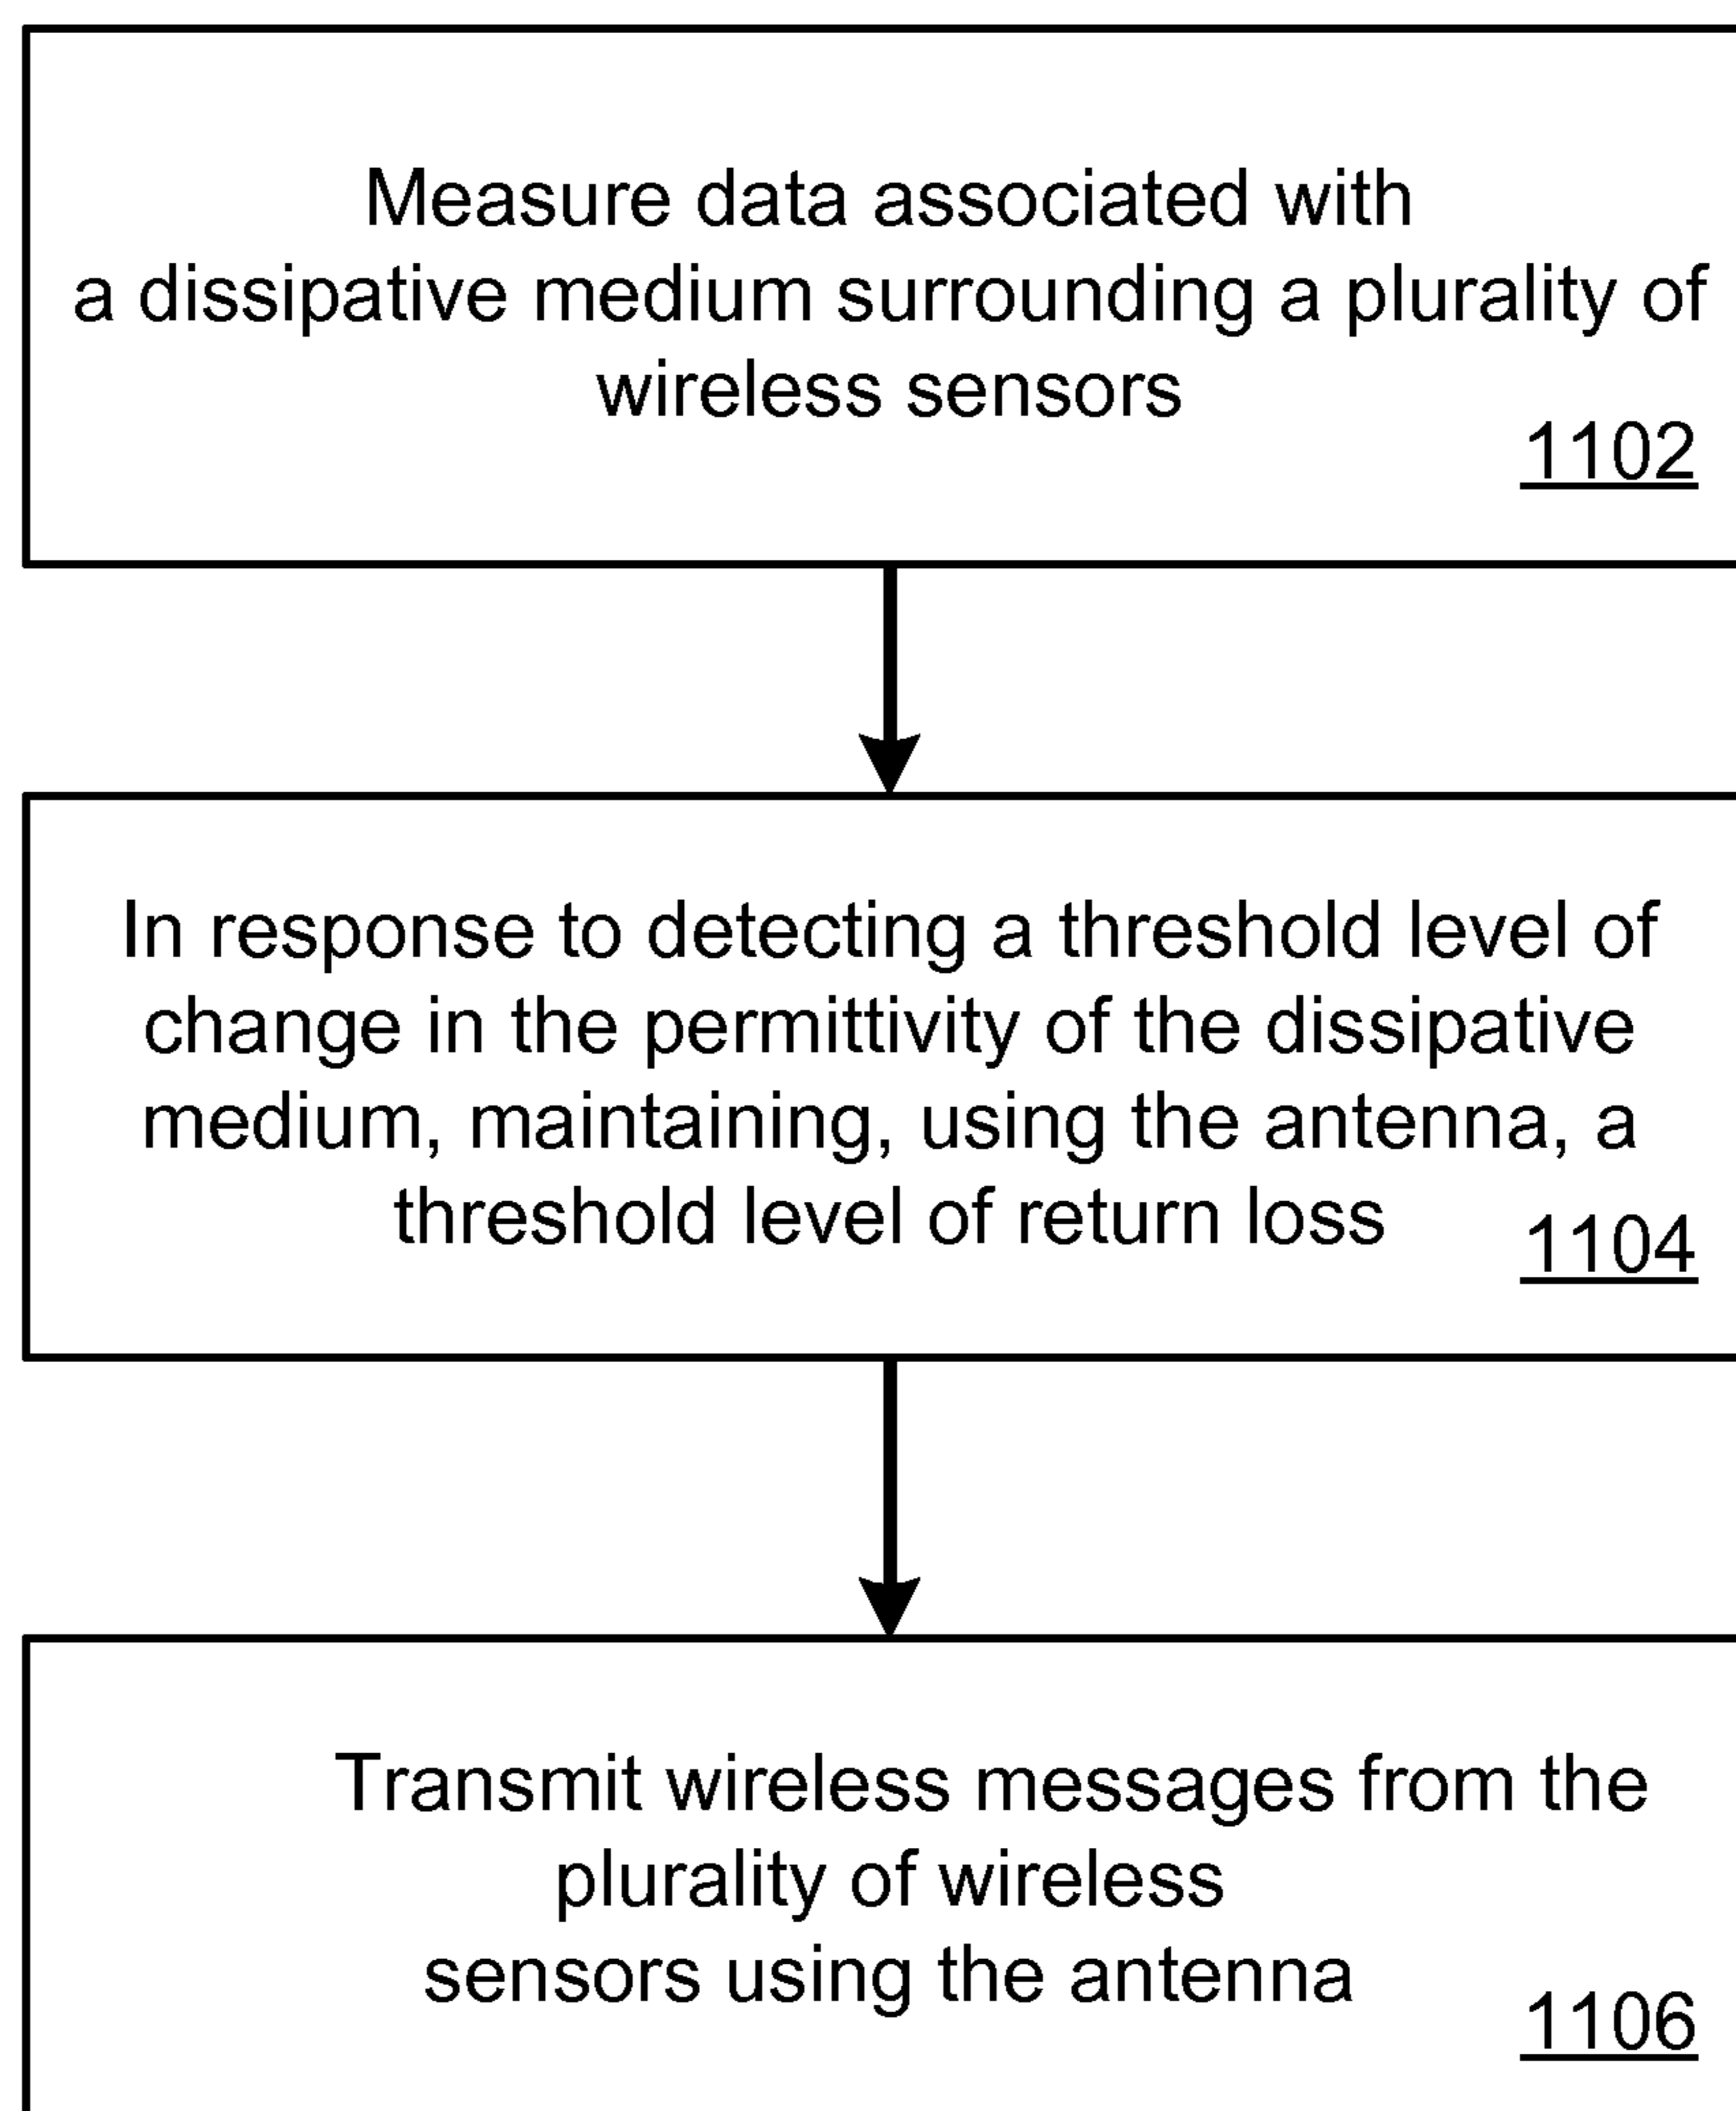 Measure data associated with
a dissipative medium surrounding a plurality of
wireless sensors
1102
In response to detecting a threshold level of
change in the permittivity of the dissipative
medium, maintaining, using the antenna, a
threshold level of return loss
1104
Transmit wireless messages from the
plurality of wireless
sensors using the antenna
1106